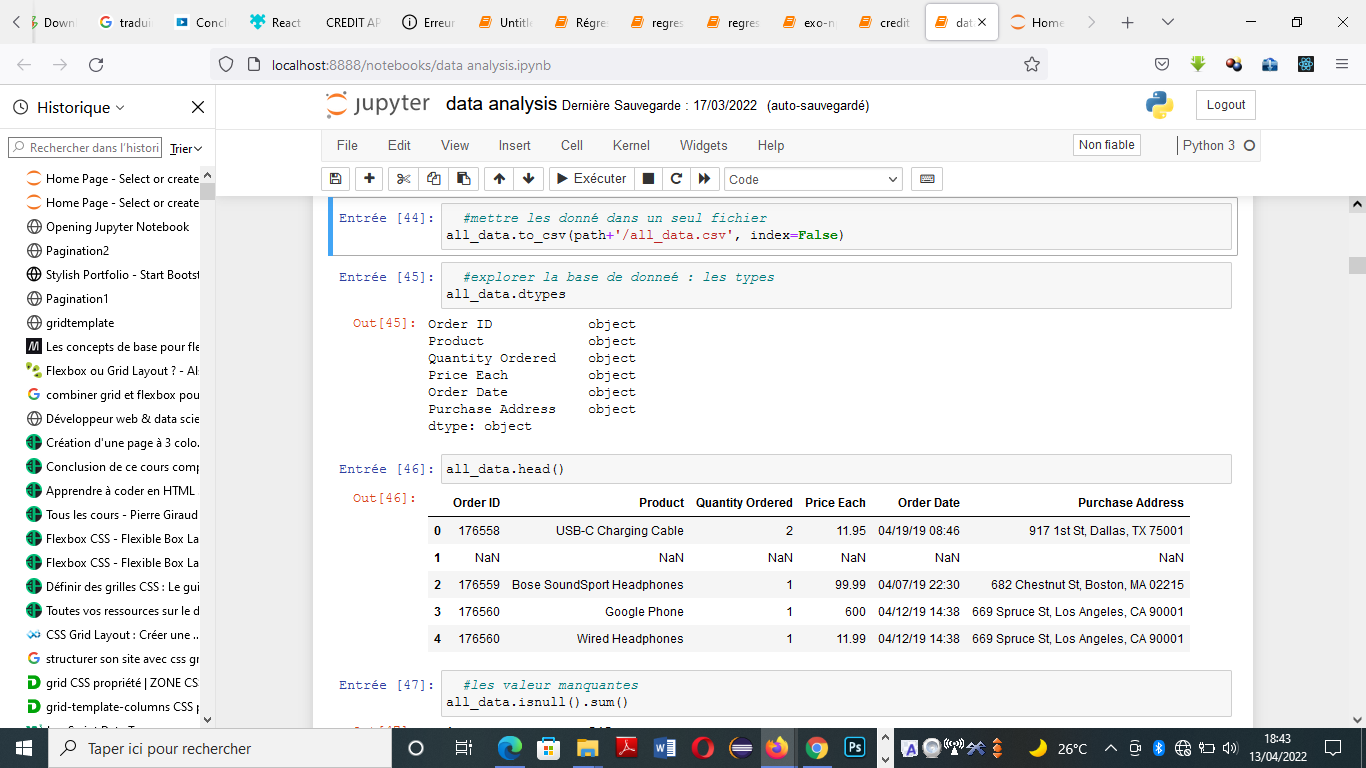 Down
tradui
Concl
React
CREDIT AP
Erreur
Untitle
Régres
regres
regres
exo-n
credit
dat
Home
localhost:8888/notebooks/data analysis.ipynb
Historique
Rechercher dans l'histori
Trier
Home Page - Select or create
Home Page - Select or create
Opening Jupyter Notebook
Pagination2
Stylish Portfolio - Start Bootst
Pagination1
gridtemplate
Les concepts de base pour fle
Flexbox ou Grid Layout ? - Al
combiner grid et flexbox pou
Développeur web & data scie
Création d'une page à 3 colo.
Conclusion de ce cours comp
Apprendre à coder en HTML
Tous les cours - Pierre Giraud
Flexbox CSS - Flexible Box La
Flexbox CSS - Flexible Box La
Définir des grilles CSS : Le gui
Toutes vos ressources sur le d
CSS Grid Layout : Créer une ..
structurer son site avec css gr
grid CSS propriété | ZONE CS
grid-template-columns CSS p
jupyter data analysis Dernière Sauvegarde : 17/03/2022 (auto-sauvegardé)
Logout
File Edit View Insert Cell Kernel Widgets Help
Non fiable
Python 3
Exécuter
Code
Entrée [44]: #mettre les donné dans un seul fichier
all_data.to_csv(path+'/all_data.csv', index=False)
Entrée [45]: #explorer la base de donneé : les types
all_data.dtypes
Out[45]: Order ID object
Product object
Quantity Ordered object
Price Each object
Order Date object
Purchase Address object
dtype: object
Entrée [46]: all_data.head()
Out[46]:
Order ID Product Quantity Ordered Price Each Order Date Purchase Address
0 176558 USB-C Charging Cable 2 11.95 04/19/19 08:46 917 1st St, Dallas, TX 75001
1 NaN NaN NaN NaN NaN NaN
2 176559 Bose SoundSport Headphones 1 99.99 04/07/19 22:30 682 Chestnut St, Boston, MA 02215
3 176560 Google Phone 1 600 04/12/19 14:38 669 Spruce St, Los Angeles, CA 90001
4 176560 Wired Headphones 1 11.99 04/12/19 14:38 669 Spruce St, Los Angeles, CA 90001
Entrée [47]: #les valeur manquantes
all_data.isnull().sum()
Taper ici pour rechercher
26°C
18:43
13/04/2022